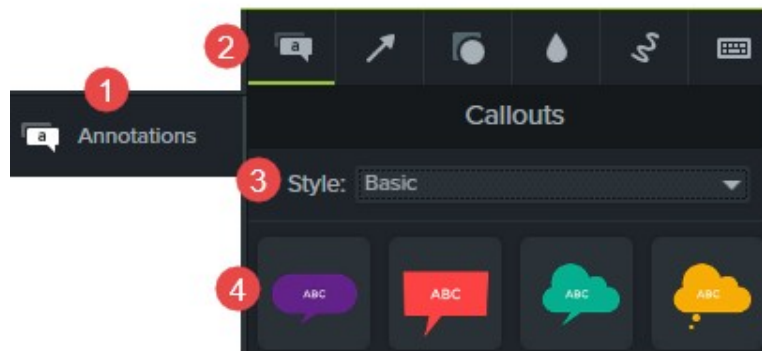 2
a
1
a Annotations
Callouts
3 Style: Basic
4 ABC ABC ABC ABC